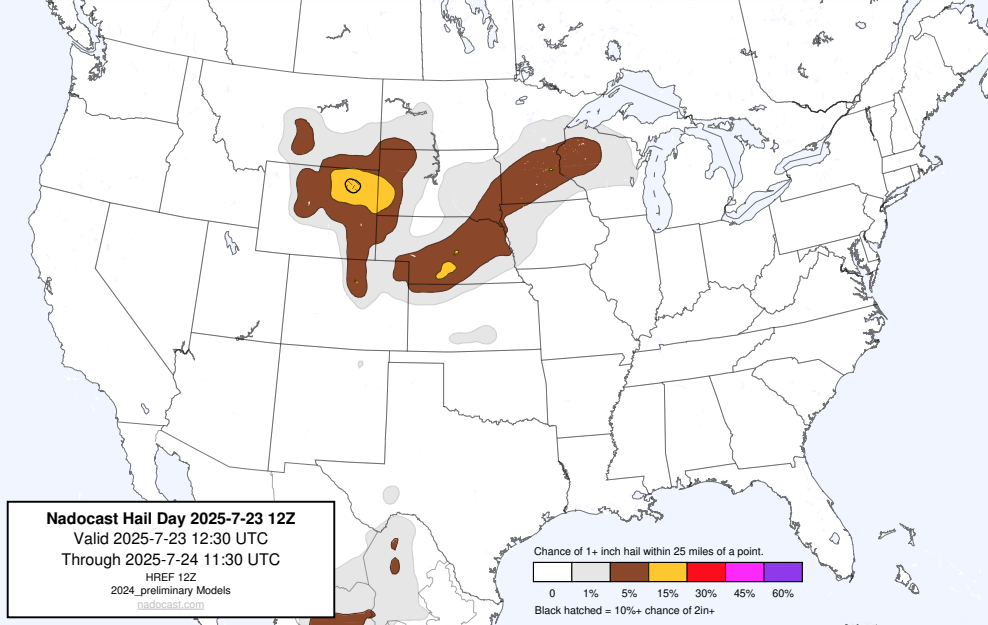 Nadocast Hail Day 2025-7-23 12Z
Valid 2025-7-23 12:30 UTC
Through 2025-7-24 11:30 UTC
HREF 12Z
2024_preliminary Models
nadocast.com
Chance of 1+ inch hail within 25 miles of a point.
0 1% 5% 15% 30% 45% 60%
Black hatched = 10%+ chance of 2in+